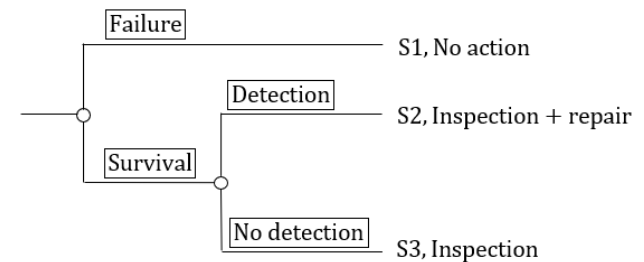 Failure
S1, No action
Detection
S2, Inspection + repair
Survival
No detection
S3, Inspection